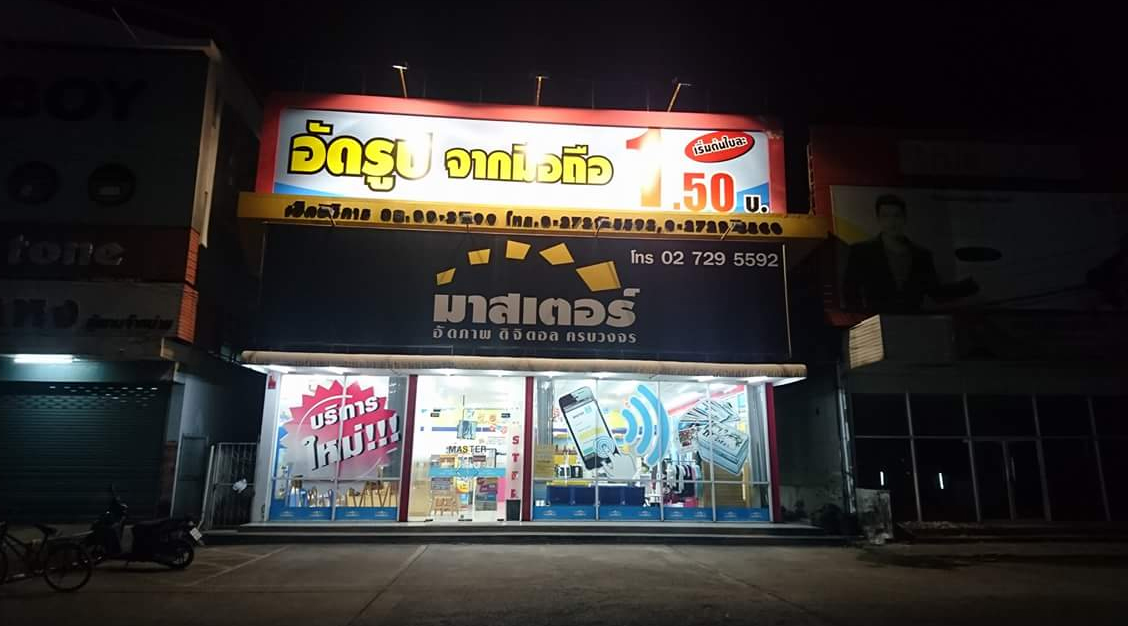 อัดรูป จากมือถือ 1.50 บ.
เริ่มต้นใบละ
โทร 02 729 5592
มาสเตอร์
อัดภาพ ดิจิตอล ครบวงจร
บริการ
ใหม่!!!
MASTER
BOY
tone